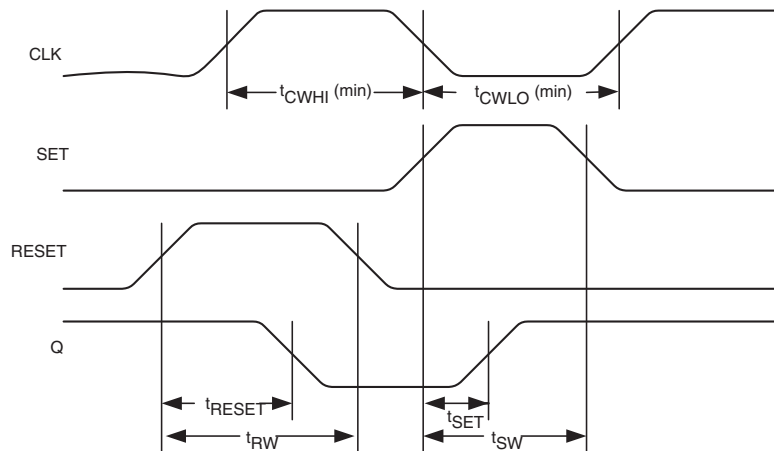 CLK
tCWHI (min)
tCWLO (min)
SET
RESET
Q
tRESET
tSET
tRW
tSW